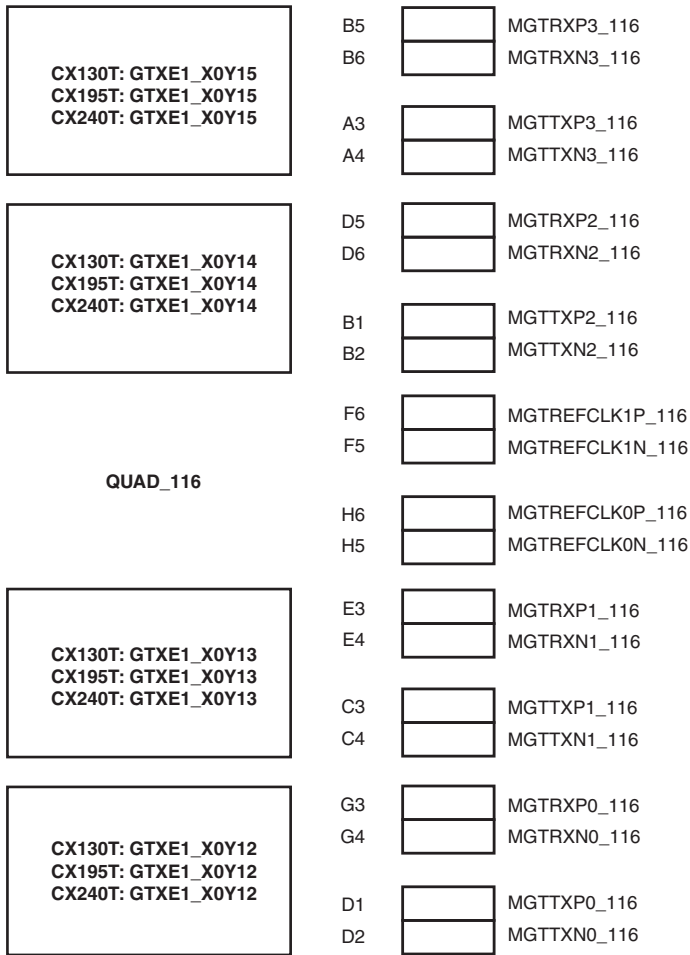 CX130T: GTXE1_X0Y15
CX195T: GTXE1_X0Y15
CX240T: GTXE1_X0Y15
B5 MGTRXP3_116
B6 MGTRXN3_116
A3 MGTTXP3_116
A4 MGTTXN3_116
CX130T: GTXE1_X0Y14
CX195T: GTXE1_X0Y14
CX240T: GTXE1_X0Y14
D5 MGTRXP2_116
D6 MGTRXN2_116
B1 MGTTXP2_116
B2 MGTTXN2_116
QUAD_116
F6 MGTREFCLK1P_116
F5 MGTREFCLK1N_116
H6 MGTREFCLK0P_116
H5 MGTREFCLK0N_116
CX130T: GTXE1_X0Y13
CX195T: GTXE1_X0Y13
CX240T: GTXE1_X0Y13
E3 MGTRXP1_116
E4 MGTRXN1_116
C3 MGTTXP1_116
C4 MGTTXN1_116
CX130T: GTXE1_X0Y12
CX195T: GTXE1_X0Y12
CX240T: GTXE1_X0Y12
G3 MGTRXP0_116
G4 MGTRXN0_116
D1 MGTTXP0_116
D2 MGTTXN0_116